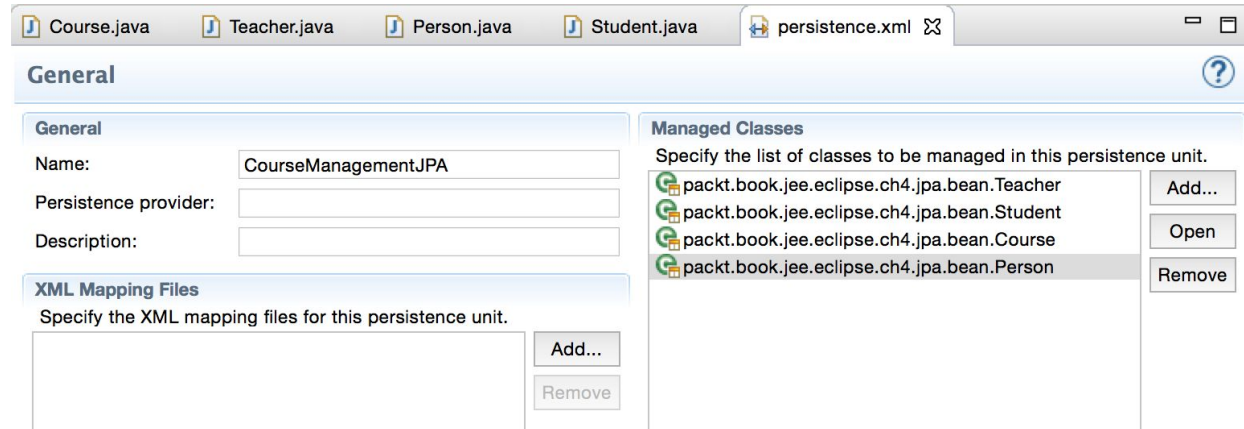 Course.java Teacher.java Person.java Student.java persistence.xml
General
General
Name: CourseManagementJPA
Persistence provider:
Description:
XML Mapping Files
Specify the XML mapping files for this persistence unit.
Add...
Remove
Managed Classes
Specify the list of classes to be managed in this persistence unit.
packt.book.jee.eclipse.ch4.jpa.bean.Teacher
packt.book.jee.eclipse.ch4.jpa.bean.Student
packt.book.jee.eclipse.ch4.jpa.bean.Course
packt.book.jee.eclipse.ch4.jpa.bean.Person
Add...
Open
Remove